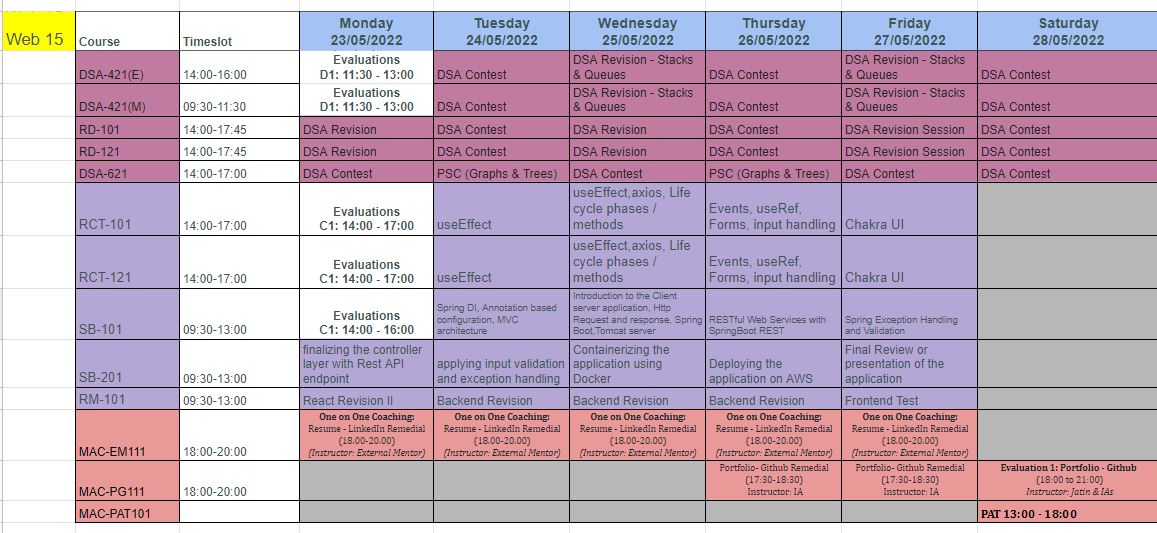 Web 15 Course Timeslot Monday 23/05/2022 Tuesday 24/05/2022 Wednesday 25/05/2022 Thursday 26/05/2022 Friday 27/05/2022 Saturday 28/05/2022
DSA-421(E) 14:00-16:00 Evaluations D1: 11:30 - 13:00 DSA Contest DSA Revision - Stacks & Queues DSA Contest DSA Revision - Stacks & Queues DSA Contest
DSA-421(M) 09:30-11:30 Evaluations D1: 11:30 - 13:00 DSA Contest DSA Revision - Stacks & Queues DSA Contest DSA Revision - Stacks & Queues DSA Contest
RD-101 14:00-17:45 DSA Revision DSA Contest DSA Revision DSA Contest DSA Revision Session DSA Contest
RD-121 14:00-17:45 DSA Revision DSA Contest DSA Revision DSA Contest DSA Revision Session DSA Contest
DSA-621 14:00-17:00 DSA Contest PSC (Graphs & Trees) DSA Contest PSC (Graphs & Trees) DSA Contest DSA Contest
RCT-101 14:00-17:00 Evaluations C1: 14:00 - 17:00 useEffect useEffect,axios, Life cycle phases / methods Events, useRef, Forms, input handling Chakra UI
RCT-121 14:00-17:00 Evaluations C1: 14:00 - 17:00 useEffect useEffect,axios, Life cycle phases / methods Events, useRef, Forms, input handling Chakra UI
SB-101 09:30-13:00 Evaluations C1: 14:00 - 16:00 Spring DI, Annotation based configuration, MVC architecture Introduction to the Client server application, Http Request and response, Spring Boot,Tomcat server RESTful Web Services with SpringBoot REST Spring Exception Handling and Validation
SB-201 09:30-13:00 finalizing the controller layer with Rest API endpoint applying input validation and exception handling Containerizing the application using Docker Deploying the application on AWS Final Review or presentation of the application
RM-101 09:30-13:00 React Revision II Backend Revision Backend Revision Backend Revision Frontend Test
MAC-EM111 18:00-20:00 One on One Coaching: Resume - LinkedIn Remedial (18.00-20.00) (Instructor: External Mentor) One on One Coaching: Resume - LinkedIn Remedial (18.00-20.00) (Instructor: External Mentor) One on One Coaching: Resume - LinkedIn Remedial (18.00-20.00) (Instructor: External Mentor) One on One Coaching: Resume - LinkedIn Remedial (18.00-20.00) (Instructor: External Mentor) One on One Coaching: Resume - LinkedIn Remedial (18.00-20.00) (Instructor: External Mentor)
MAC-PG111 18:00-20:00 Portfolio- Github Remedial (17:30-18:30) Instructor: IA Portfolio- Github Remedial (17:30-18:30) Instructor: IA Evaluation 1: Portfolio - Github (18:00 to 21:00) Instructor: Jatin & IAs
MAC-PAT101 PAT 13:00 - 18:00